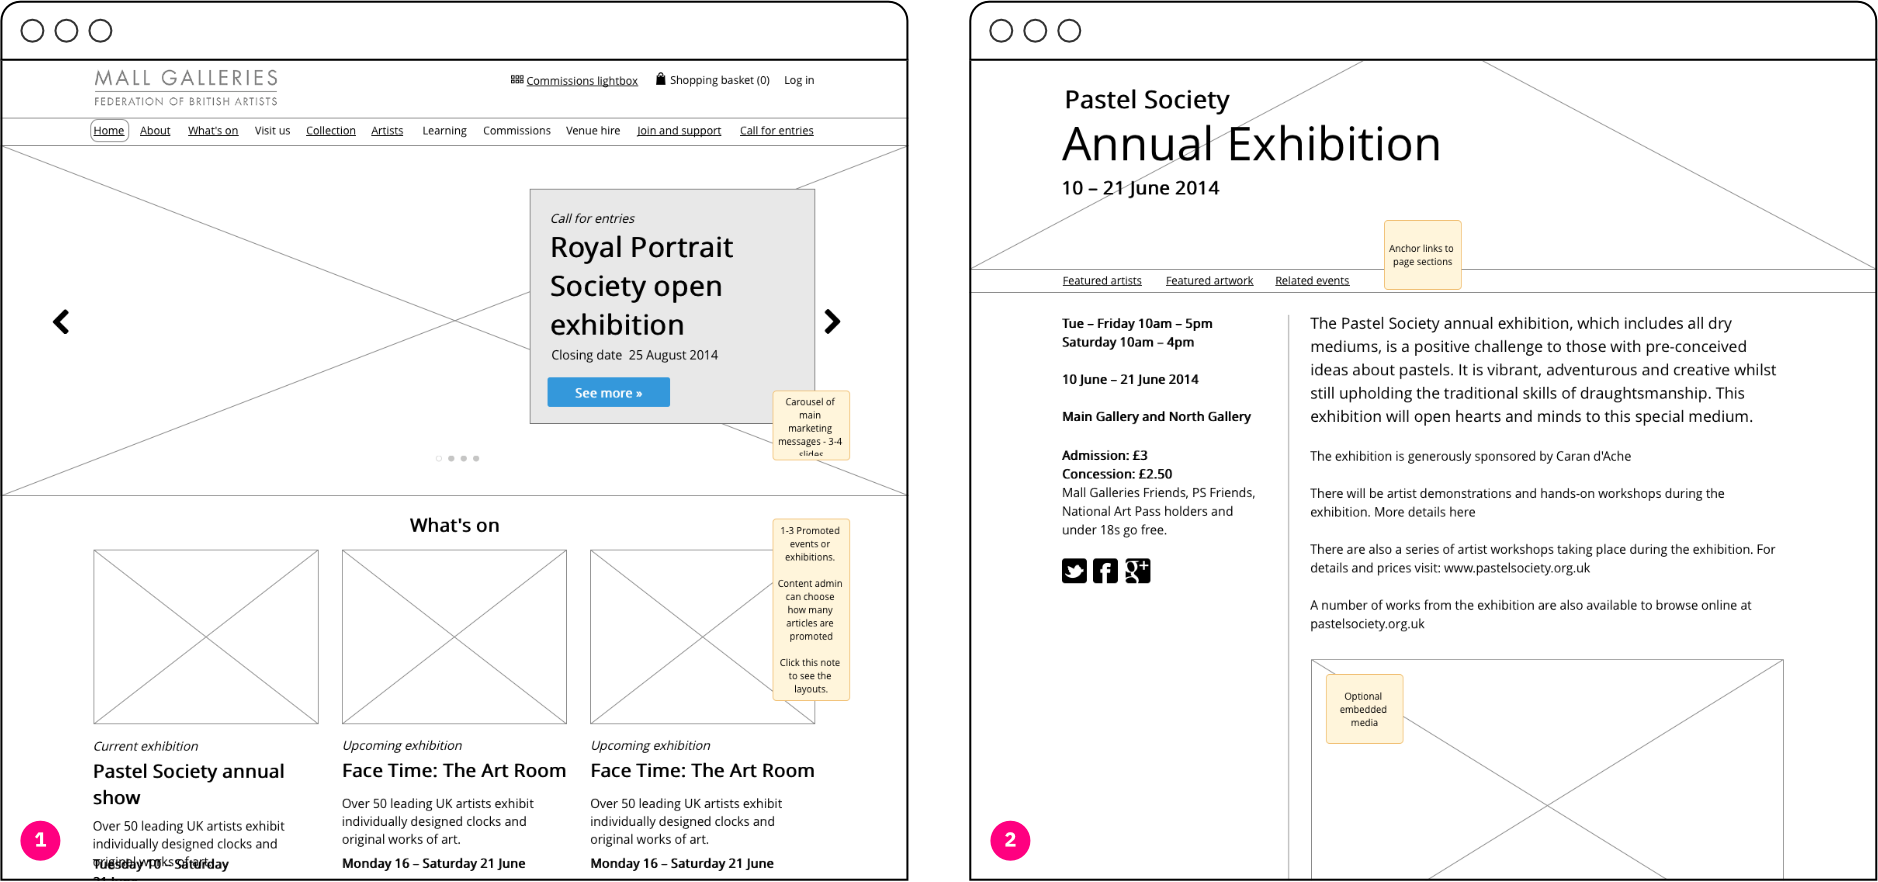 MALL GALLERIES
FEDERATION OF BRITISH ARTISTS
Commissions lightbox Shopping basket (0) Log in
Home About What's on Visit us Collection Artists Learning Commissions Venue hire Join and support Call for entries
Call for entries
Royal Portrait
Society open
exhibition
Closing date 25 August 2014
See more »
Carousel of
main
marketing
messages - 3-4
slides
What's on
1-3 Promoted
events or
exhibitions.
Content admin
can choose
how many
articles are
promoted
Click this note
to see the
layouts.
Current exhibition
Pastel Society annual
show
Over 50 leading UK artists exhibit
individually designed clocks and
original works of art.
Tuesday 10 – Saturday
21 June
Upcoming exhibition
Face Time: The Art Room
Over 50 leading UK artists exhibit
individually designed clocks and
original works of art.
Monday 16 – Saturday 21 June
Upcoming exhibition
Face Time: The Art Room
Over 50 leading UK artists exhibit
individually designed clocks and
original works of art.
Monday 16 – Saturday 21 June
1
Pastel Society
Annual Exhibition
10 – 21 June 2014
Anchor links to
page sections
Featured artists Featured artwork Related events
Tue – Friday 10am – 5pm
Saturday 10am – 4pm
10 June – 21 June 2014
Main Gallery and North Gallery
Admission: £3
Concession: £2.50
Mall Galleries Friends, PS Friends,
National Art Pass holders and
under 18s go free.
g+
The Pastel Society annual exhibition, which includes all dry
mediums, is a positive challenge to those with pre-conceived
ideas about pastels. It is vibrant, adventurous and creative whilst
still upholding the traditional skills of draughtsmanship. This
exhibition will open hearts and minds to this special medium.
The exhibition is generously sponsored by Caran d'Ache
There will be artist demonstrations and hands-on workshops during the
exhibition. More details here
There are also a series of artist workshops taking place during the exhibition. For
details and prices visit: www.pastelsociety.org.uk
A number of works from the exhibition are also available to browse online at
pastelsociety.org.uk
Optional
embedded
media
2